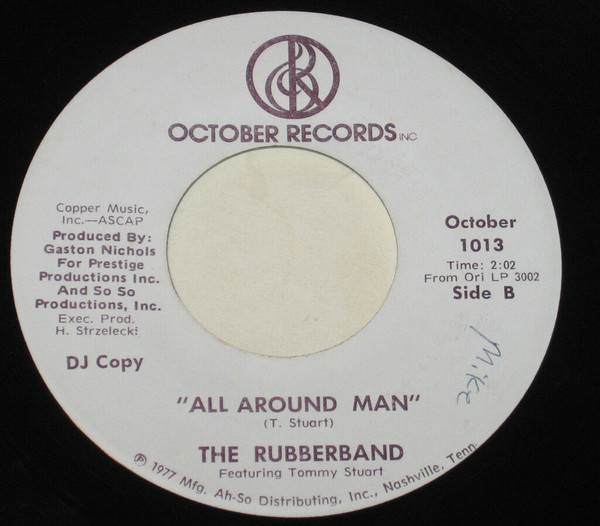 OCTOBER RECORDS INC
Copper Music,
Inc.—ASCAP
Produced By:
Gaston Nichols
For Prestige
Productions Inc.
And So So
Productions, Inc.
Exec. Prod.
H. Strzelecki
DJ Copy
October
1013
Time: 2:02
From Ori LP 3002
Side B
Mike
"ALL AROUND MAN"
(T. Stuart)
THE RUBBERBAND
Featuring Tommy Stuart
℗ 1977 Mfg. Ah-So Distributing, Inc., Nashville, Tenn.